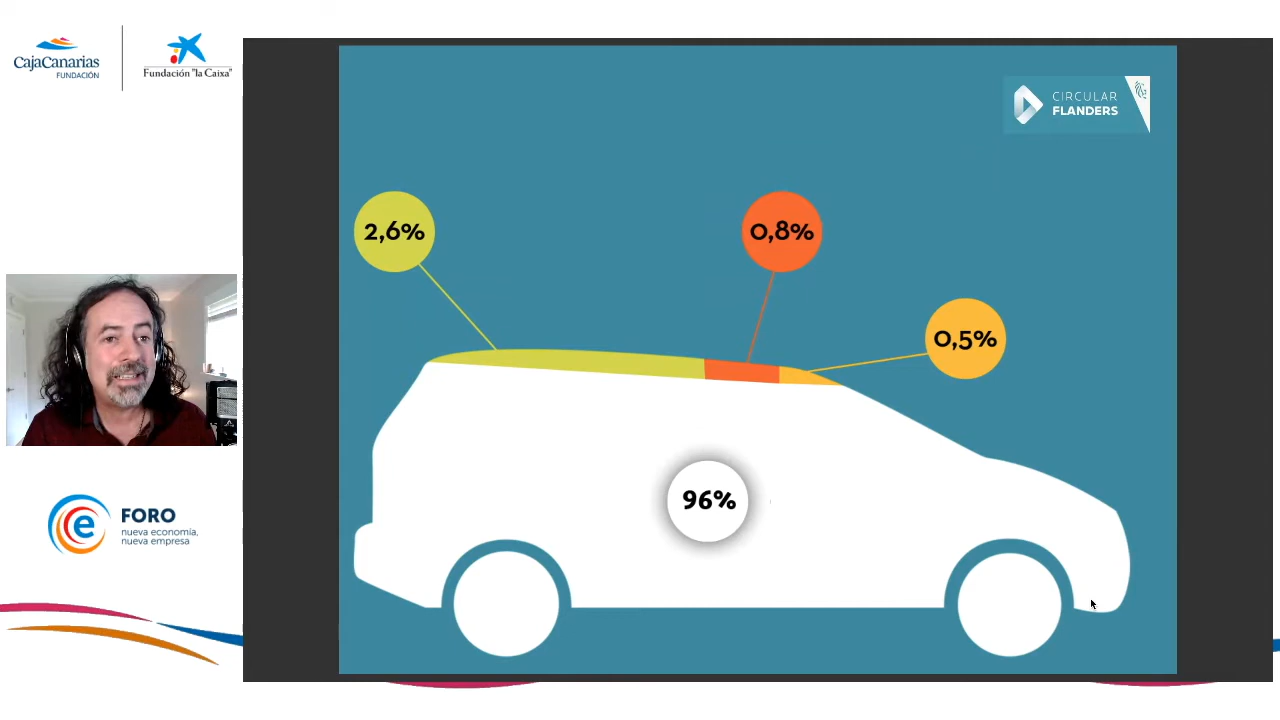 CajaCanarias
FUNDACIÓN
Fundación "la Caixa"
CIRCULAR
FLANDERS
2,6%
0,8%
0,5%
96%
e
FORO
nueva economía,
nueva empresa